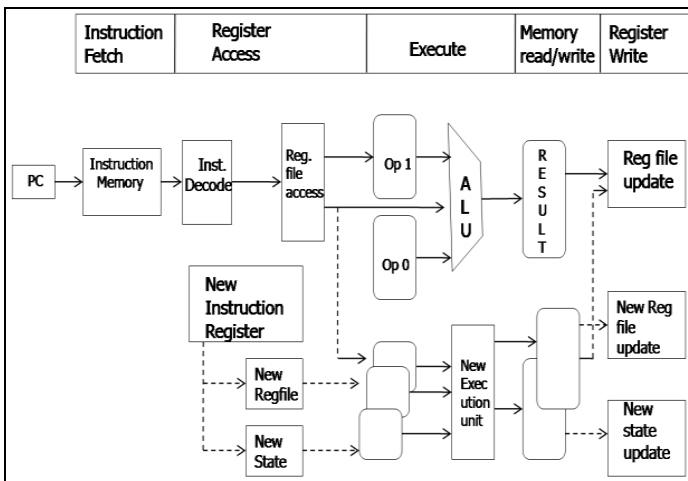 Instruction
Fetch
Register
Access
Execute
Memory
read/write
Register
Write
PC
Instruction
Memory
Inst.
Decode
Reg.
file
access
Op 1
Op 0
A
L
U
R
E
S
U
L
T
Reg file
update
New
Instruction
Register
New
Regfile
New
State
New
Exec
ution
unit
New Reg
file
update
New
state
update